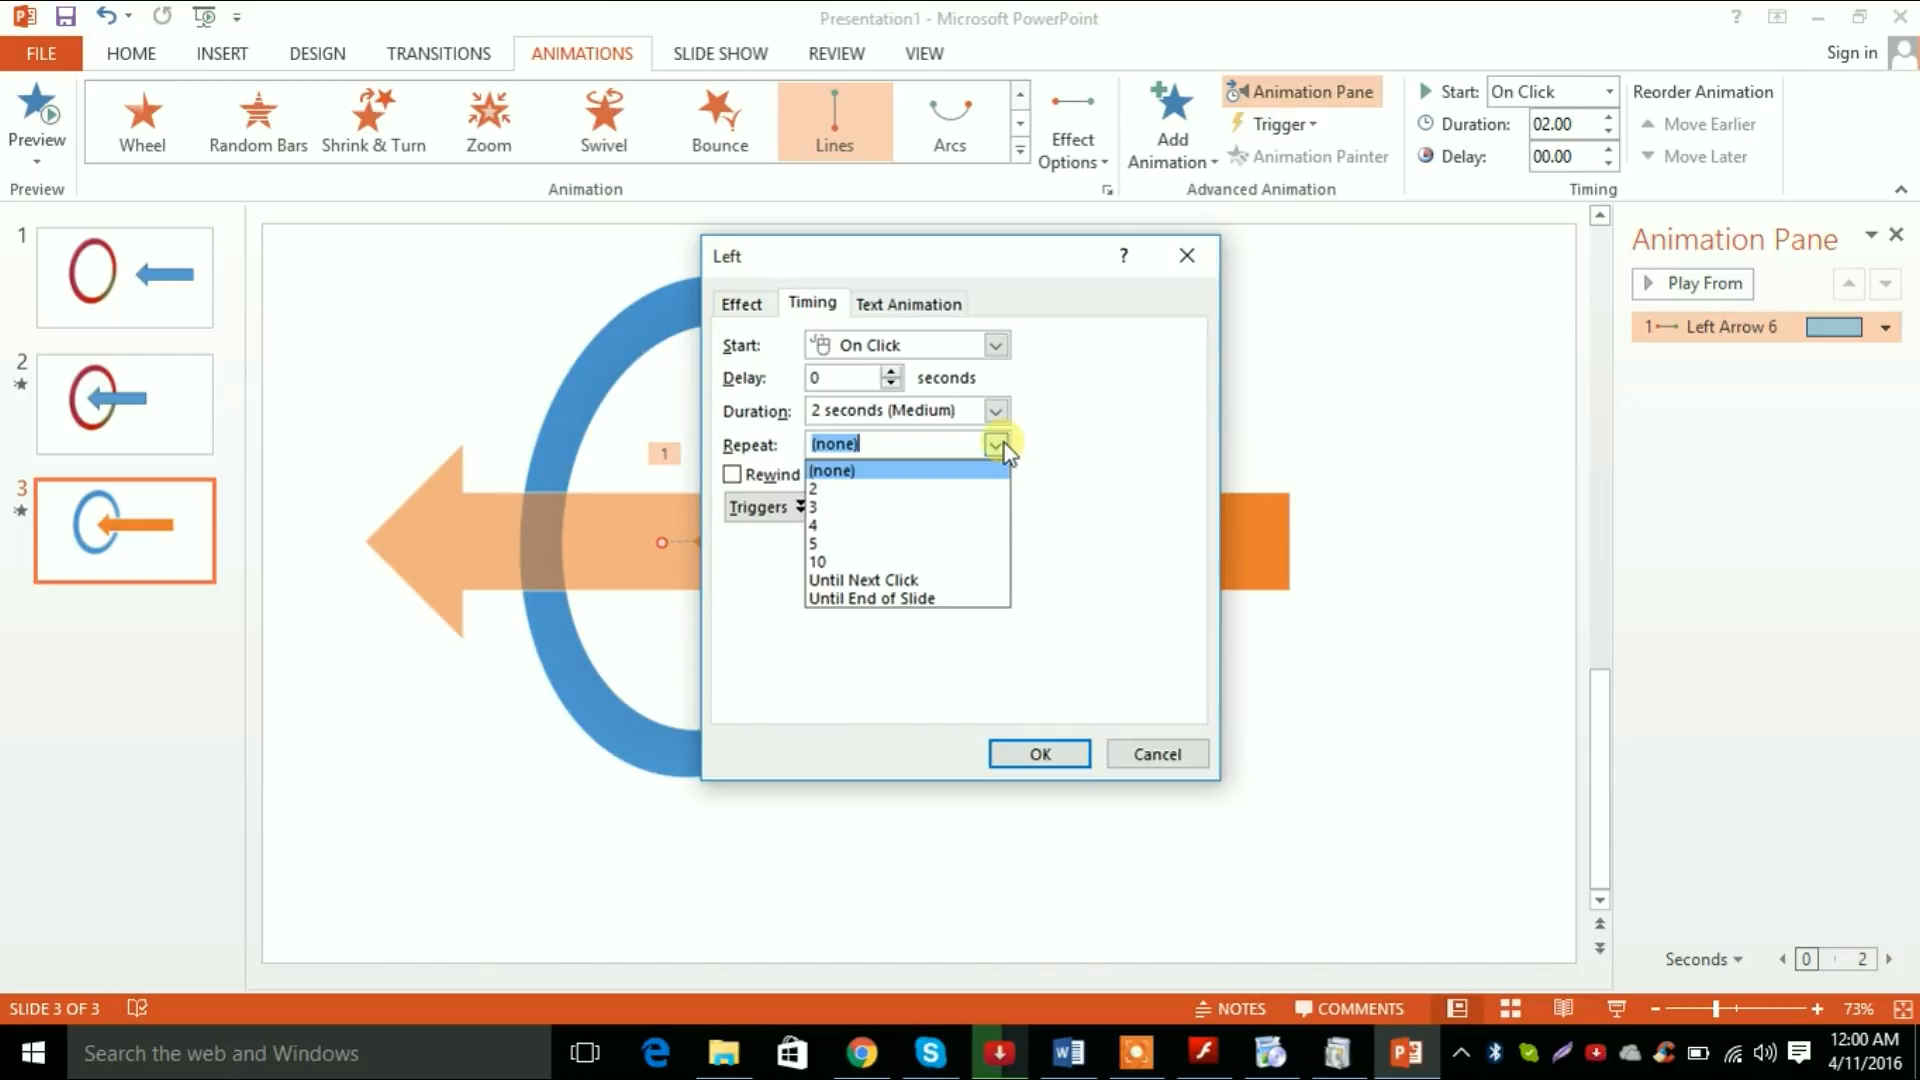 Presentation1 - Microsoft PowerPoint
FILE HOME INSERT DESIGN TRANSITIONS ANIMATIONS SLIDE SHOW REVIEW VIEW Sign in
Preview
Wheel Random Bars Shrink & Turn Zoom Swivel Bounce Lines Arcs
Effect Options
Add Animation
Animation Pane
Trigger
Animation Painter
Start: On Click
Duration: 02.00
Delay: 00.00
Reorder Animation
Move Earlier
Move Later
Preview Animation Advanced Animation Timing
1
2
3
1
Left ?
Effect Timing Text Animation
Start: On Click
Delay: 0 seconds
Duration: 2 seconds (Medium)
Repeat: (none)
Rewind
Triggers
(none)
2
3
4
5
10
Until Next Click
Until End of Slide
OK Cancel
Animation Pane
Play From
1 Left Arrow 6
Seconds 0 2
SLIDE 3 OF 3 NOTES COMMENTS 73%
Search the web and Windows
12:00 AM
4/11/2016